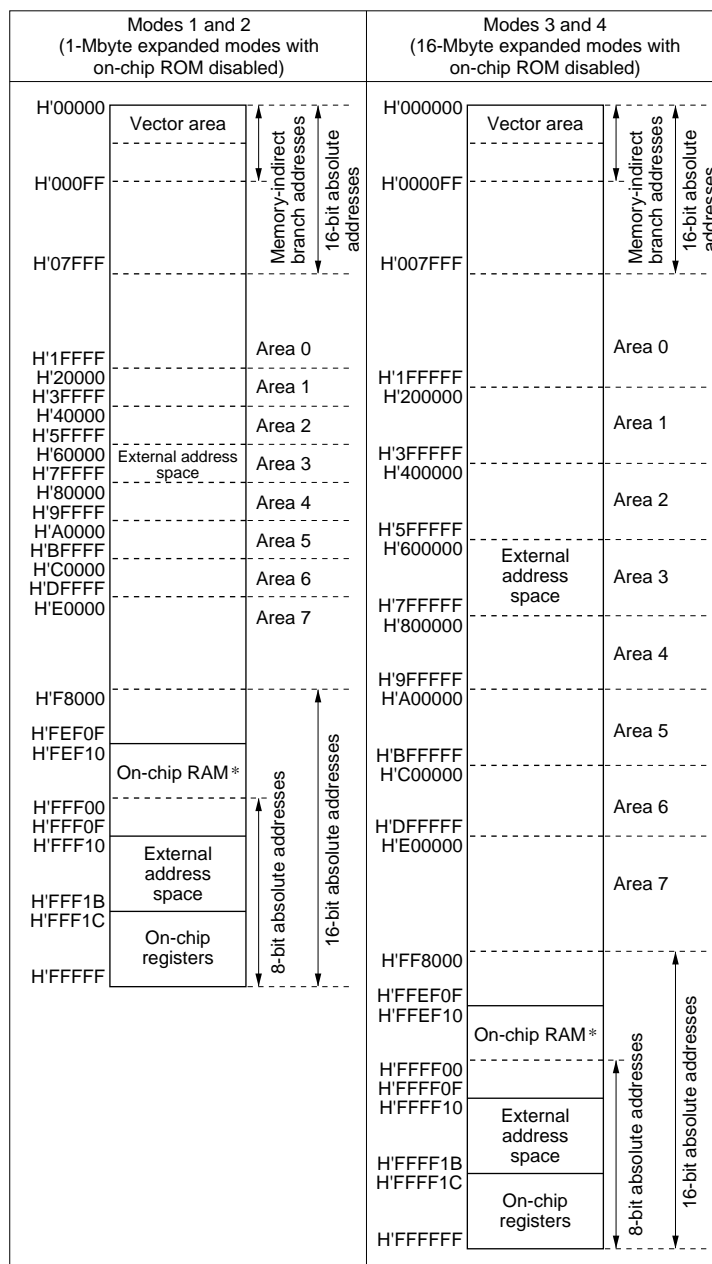 Modes 1 and 2
(1-Mbyte expanded modes with
on-chip ROM disabled)
H'00000
Vector area
H'000FF
H'07FFF
Memory-indirect
branch addresses
16-bit absolute
addresses
H'1FFFF
H'20000
H'3FFFF
H'40000
H'5FFFF
H'60000
H'7FFFF
H'80000
H'9FFFF
H'A0000
H'BFFFF
H'C0000
H'DFFFF
H'E0000
External address
space
Area 0
Area 1
Area 2
Area 3
Area 4
Area 5
Area 6
Area 7
H'F8000
H'FEF0F
H'FEF10
On-chip RAM*
H'FFF00
H'FFF0F
H'FFF10
External
address
space
H'FFF1B
H'FFF1C
On-chip
registers
H'FFFFF
8-bit absolute addresses
16-bit absolute addresses
Modes 3 and 4
(16-Mbyte expanded modes with
on-chip ROM disabled)
H'000000
Vector area
H'0000FF
H'007FFF
Memory-indirect
branch addresses
16-bit absolute
addresses
H'1FFFFF
H'200000
H'3FFFFF
H'400000
H'5FFFFF
H'600000
H'7FFFFF
H'800000
H'9FFFFF
H'A00000
H'BFFFFF
H'C00000
H'DFFFFF
H'E00000
External
address
space
Area 0
Area 1
Area 2
Area 3
Area 4
Area 5
Area 6
Area 7
H'FF8000
H'FFEF0F
H'FFEF10
On-chip RAM*
H'FFFF00
H'FFFF0F
H'FFFF10
External
address
space
H'FFFF1B
H'FFFF1C
On-chip
registers
H'FFFFFF
8-bit absolute addresses
16-bit absolute addresses